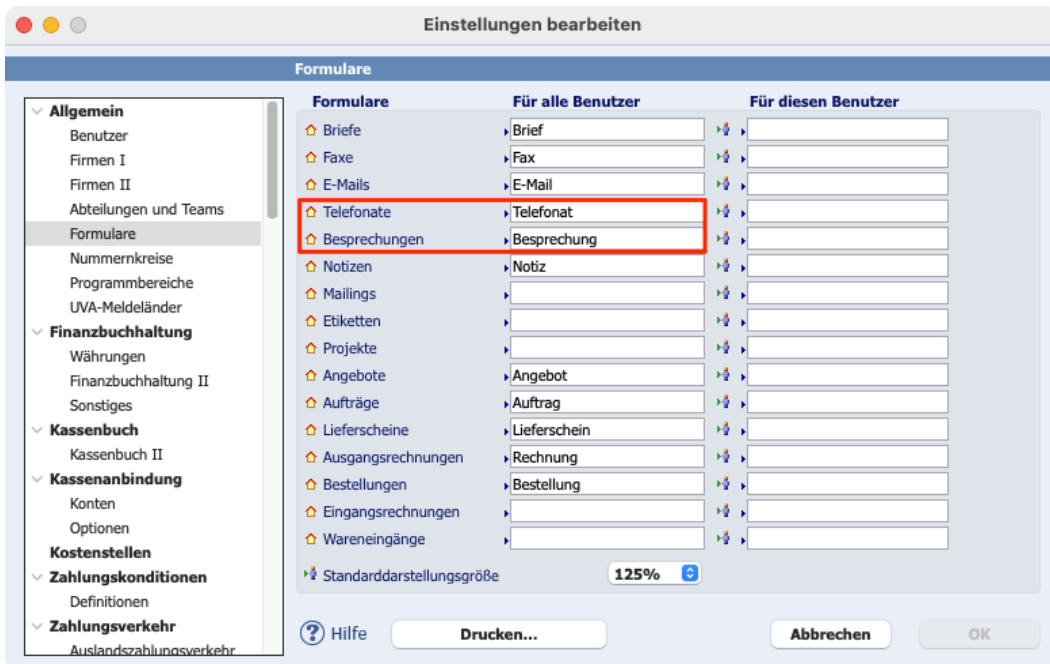 Einstellungen bearbeiten
Formulare
Allgemein
Benutzer
Firmen I
Firmen II
Abteilungen und Teams
Formulare
Nummernkreise
Programmbereiche
UVA-Meldeländer
Finanzbuchhaltung
Währungen
Finanzbuchhaltung II
Sonstiges
Kassenbuch
Kassenbuch II
Kassenanbindung
Konten
Optionen
Kostenstellen
Zahlungskonditionen
Definitionen
Zahlungsverkehr
Auslandszahlungsverkehr
Formulare Für alle Benutzer Für diesen Benutzer
Briefe Brief
Faxe Fax
E-Mails E-Mail
Telefonate Telefonat
Besprechungen Besprechung
Notizen Notiz
Mailings
Etiketten
Projekte
Angebote Angebot
Aufträge Auftrag
Lieferscheine Lieferschein
Ausgangsrechnungen Rechnung
Bestellungen Bestellung
Eingangsrechnungen
Wareneingänge
Standarddarstellungsgröße 125%
? Hilfe Drucken... Abbrechen OK